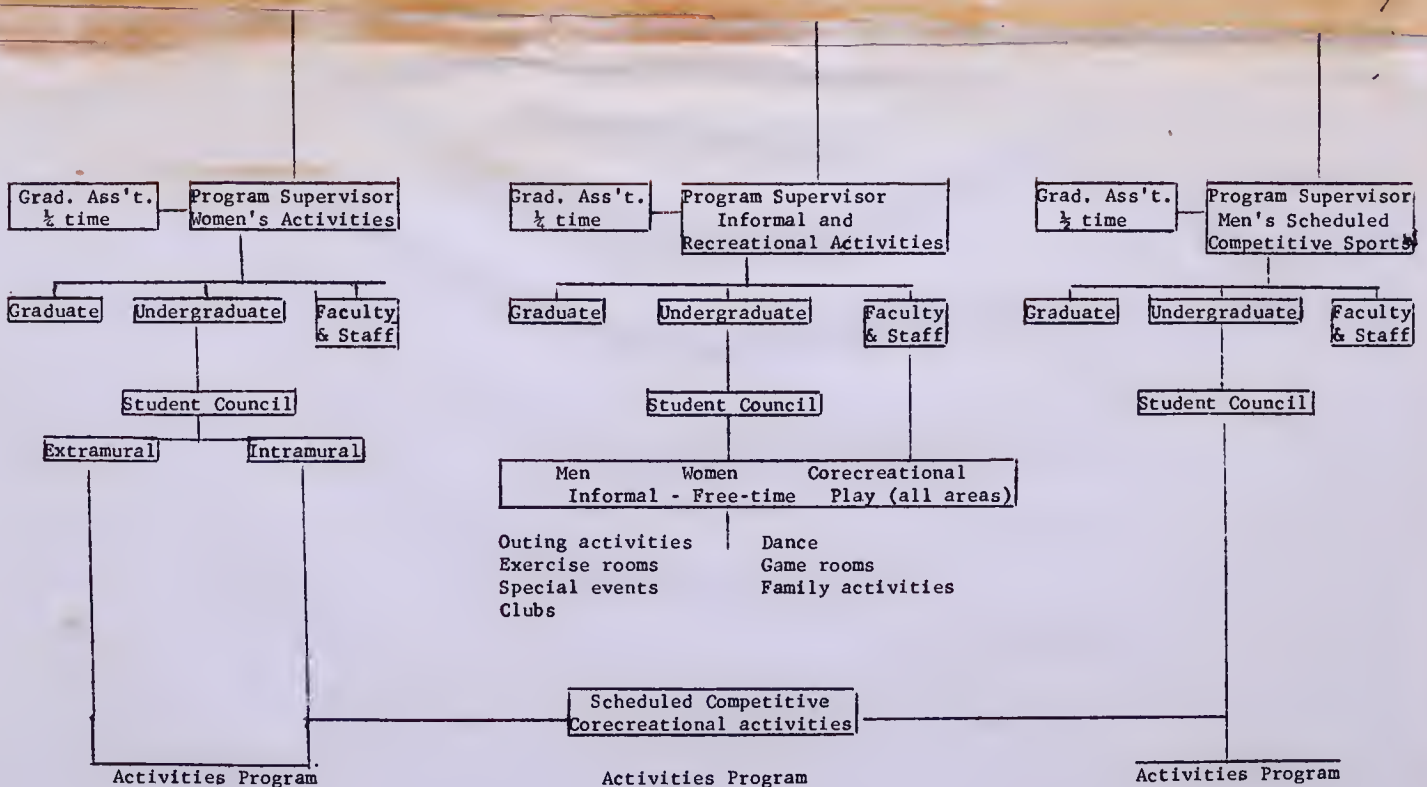 Grad. Ass't.
½ time
Program Supervisor
Women's Activities
Grad. Ass't.
½ time
Program Supervisor
Informal and
Recreational Activities
Grad. Ass't.
½ time
Program Supervisor
Men's Scheduled
Competitive Sports
Graduate
Undergraduate
Faculty
& Staff
Graduate
Undergraduate
Faculty
& Staff
Graduate
Undergraduate
Faculty
& Staff
Student Council
Student Council
Student Council
Extramural
Intramural
Men Women Corecreational
Informal - Free-time Play (all areas)
Outing activities
Exercise rooms
Special events
Clubs
Dance
Game rooms
Family activities
Scheduled Competitive
Corecreational activities
Activities Program
Activities Program
Activities Program